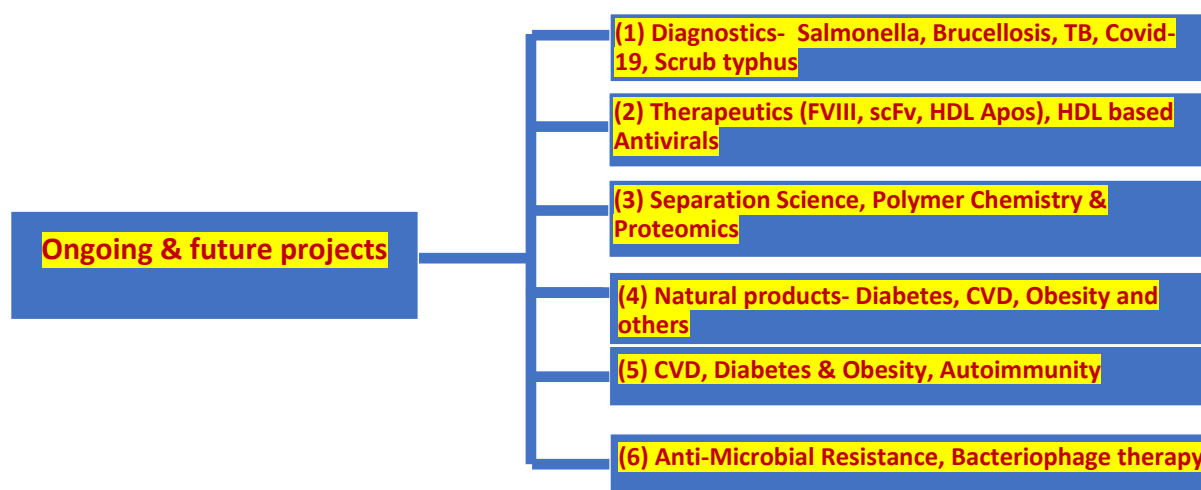 (1) Diagnostics-  Salmonella, Brucellosis, TB, Covid-
19, Scrub typhus
(2) Therapeutics (FVIII, scFv, HDL Apos), HDL based
Antivirals
(3) Separation Science, Polymer Chemistry &
Proteomics
Ongoing & future projects
(4) Natural products- Diabetes, CVD, Obesity and
others
(5) CVD, Diabetes & Obesity, Autoimmunity
(6) Anti-Microbial Resistance, Bacteriophage therapy